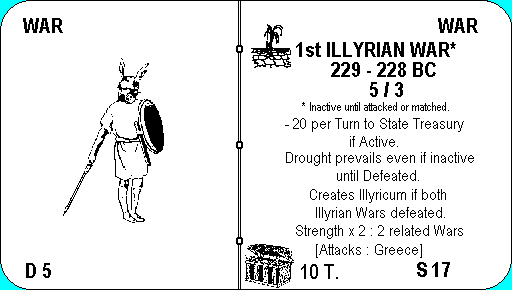 WAR
D 5
WAR
1st ILLYRIAN WAR*
229 - 228 BC
5 / 3
* Inactive until attacked or matched.
- 20 per Turn to State Treasury
if Active.
Drought prevails even if inactive
until Defeated.
Creates Illyricum if both
Illyrian Wars defeated.
Strength x 2 : 2 related Wars
[Attacks : Greece]
10 T.
S 17